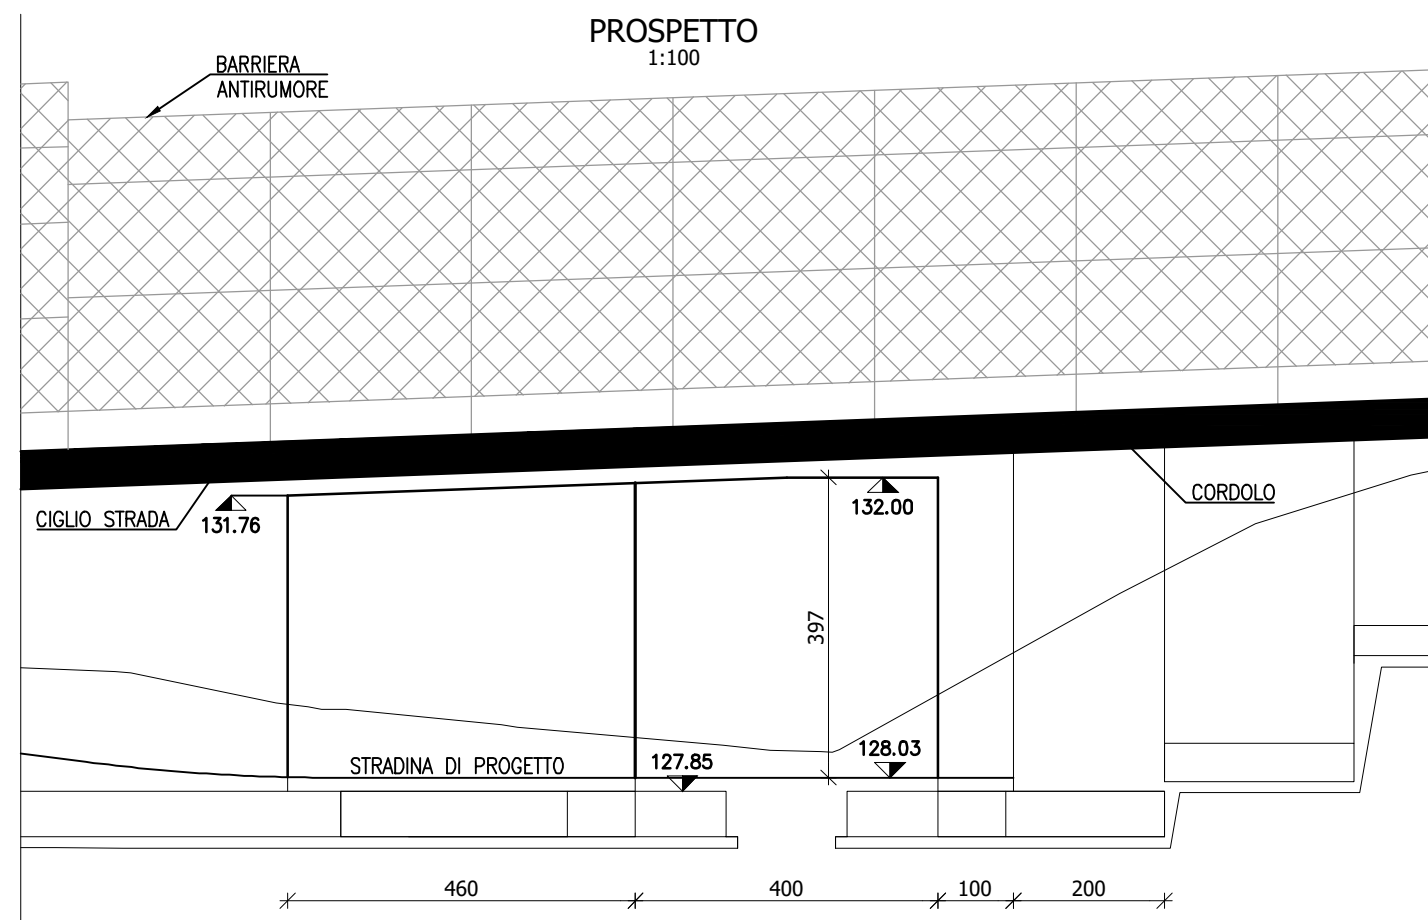 PROSPETTO
1:100
BARRIERA
ANTIRUMORE
CIGLIO STRADA
131.76
132.00
CORDOLO
397
STRADINA DI PROGETTO
127.85
128.03
460
400
100
200